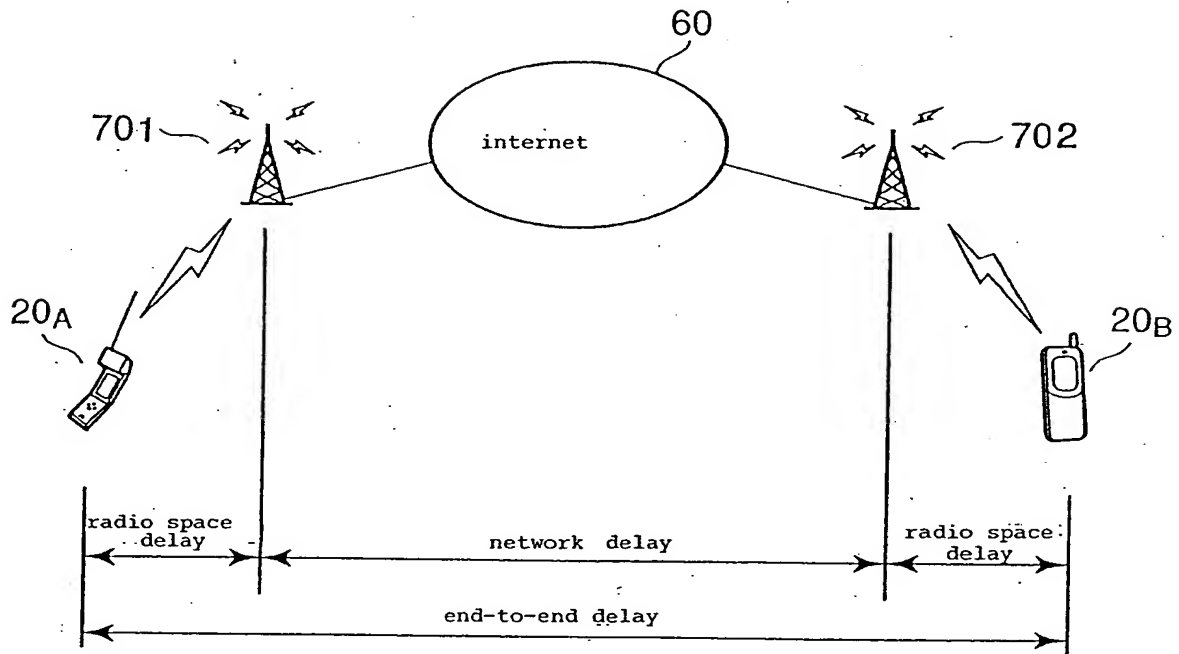 60
701
internet
702
20A
20B
radio space
delay
network delay
radio space
delay
end-to-end delay